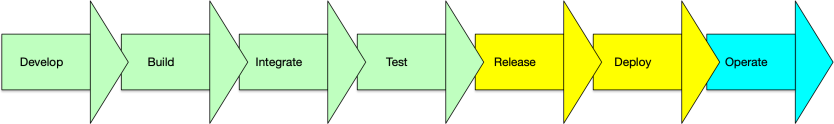 Develop
Build
Integrate
Test
Release
Deploy
Operate